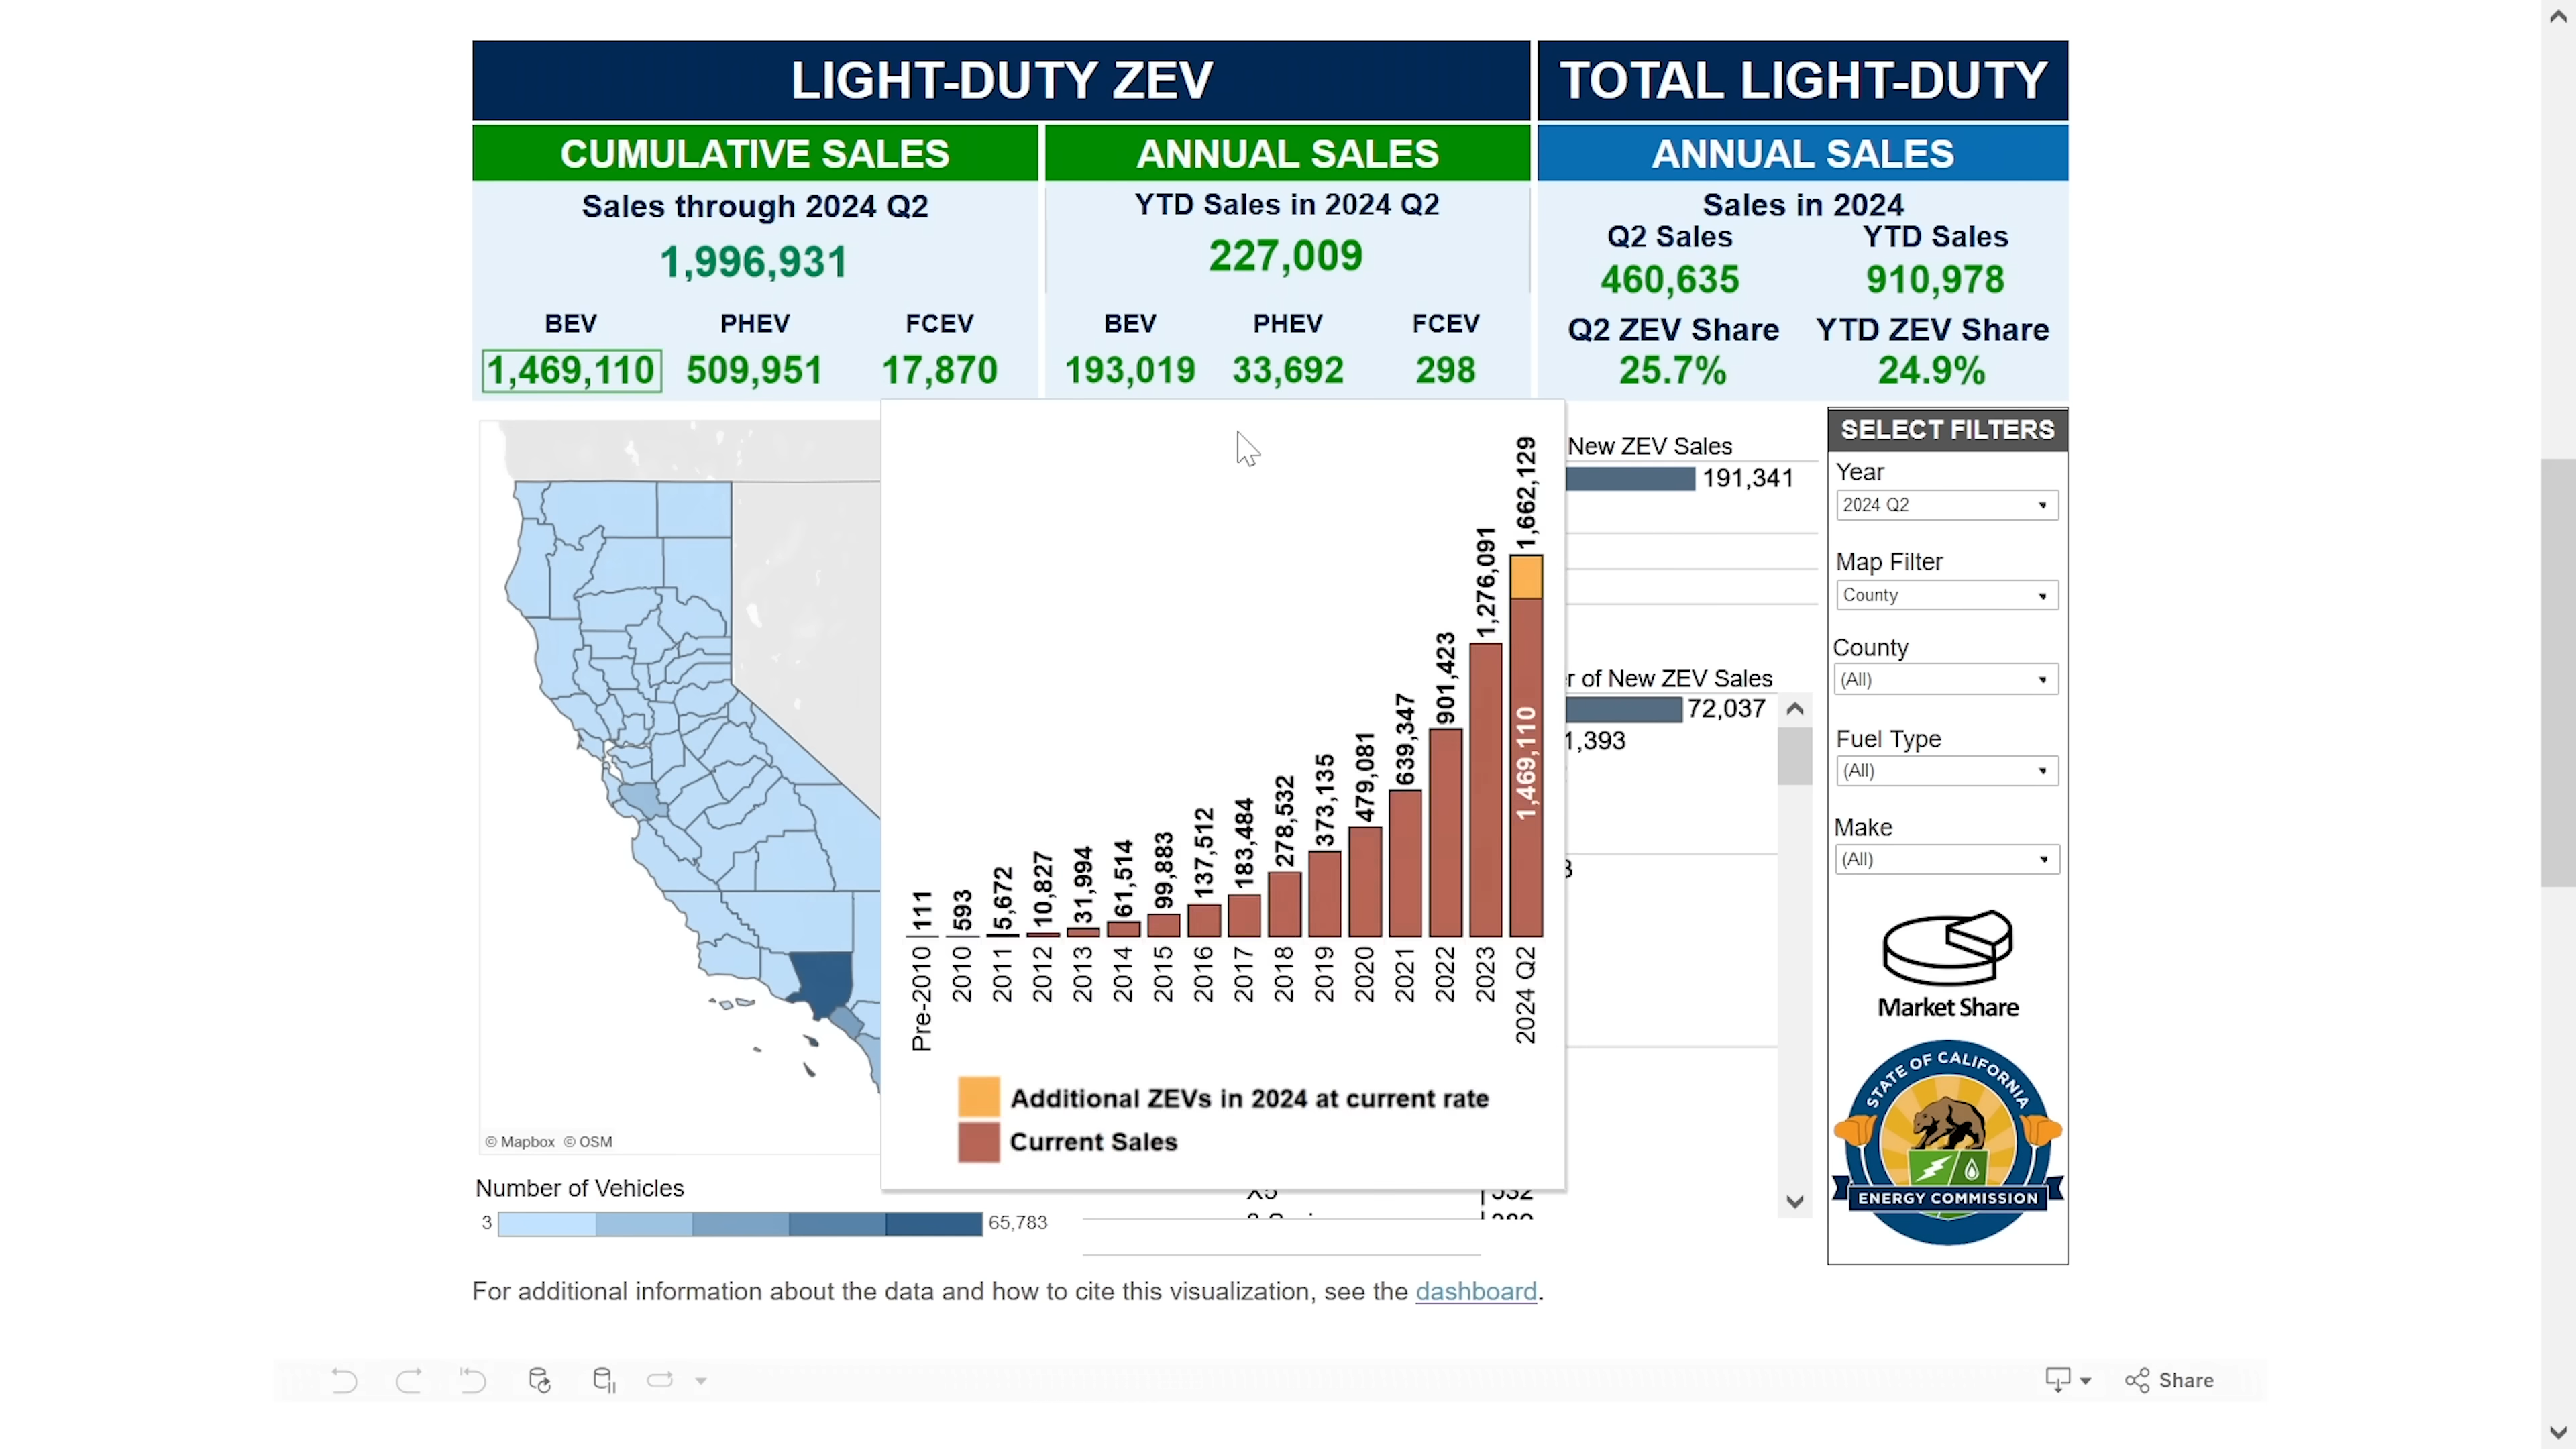 LIGHT-DUTY ZEV
TOTAL LIGHT-DUTY
CUMULATIVE SALES
ANNUAL SALES
ANNUAL SALES
Sales through 2024 Q2
1,996,931
BEV PHEV FCEV
1,469,110 509,951 17,870
YTD Sales in 2024 Q2
227,009
BEV PHEV FCEV
193,019 33,692 298
Sales in 2024
Q2 Sales YTD Sales
460,635 910,978
Q2 ZEV Share YTD ZEV Share
25.7% 24.9%
New ZEV Sales
191,341
r of New ZEV Sales
72,037
1,393
111
593
5,672
10,827
31,994
61,514
99,883
137,512
183,484
278,532
373,135
479,081
639,347
901,423
1,276,091
1,662,129
1,469,110
Pre-2010
2010
2011
2012
2013
2014
2015
2016
2017
2018
2019
2020
2021
2022
2023
2024 Q2
Additional ZEVs in 2024 at current rate
Current Sales
SELECT FILTERS
Year
2024 Q2
Map Filter
County
County
(All)
Fuel Type
(All)
Make
(All)
Market Share
STATE OF CALIFORNIA
ENERGY COMMISSION
© Mapbox © OSM
Number of Vehicles
3 65,783
For additional information about the data and how to cite this visualization, see the dashboard.
Share